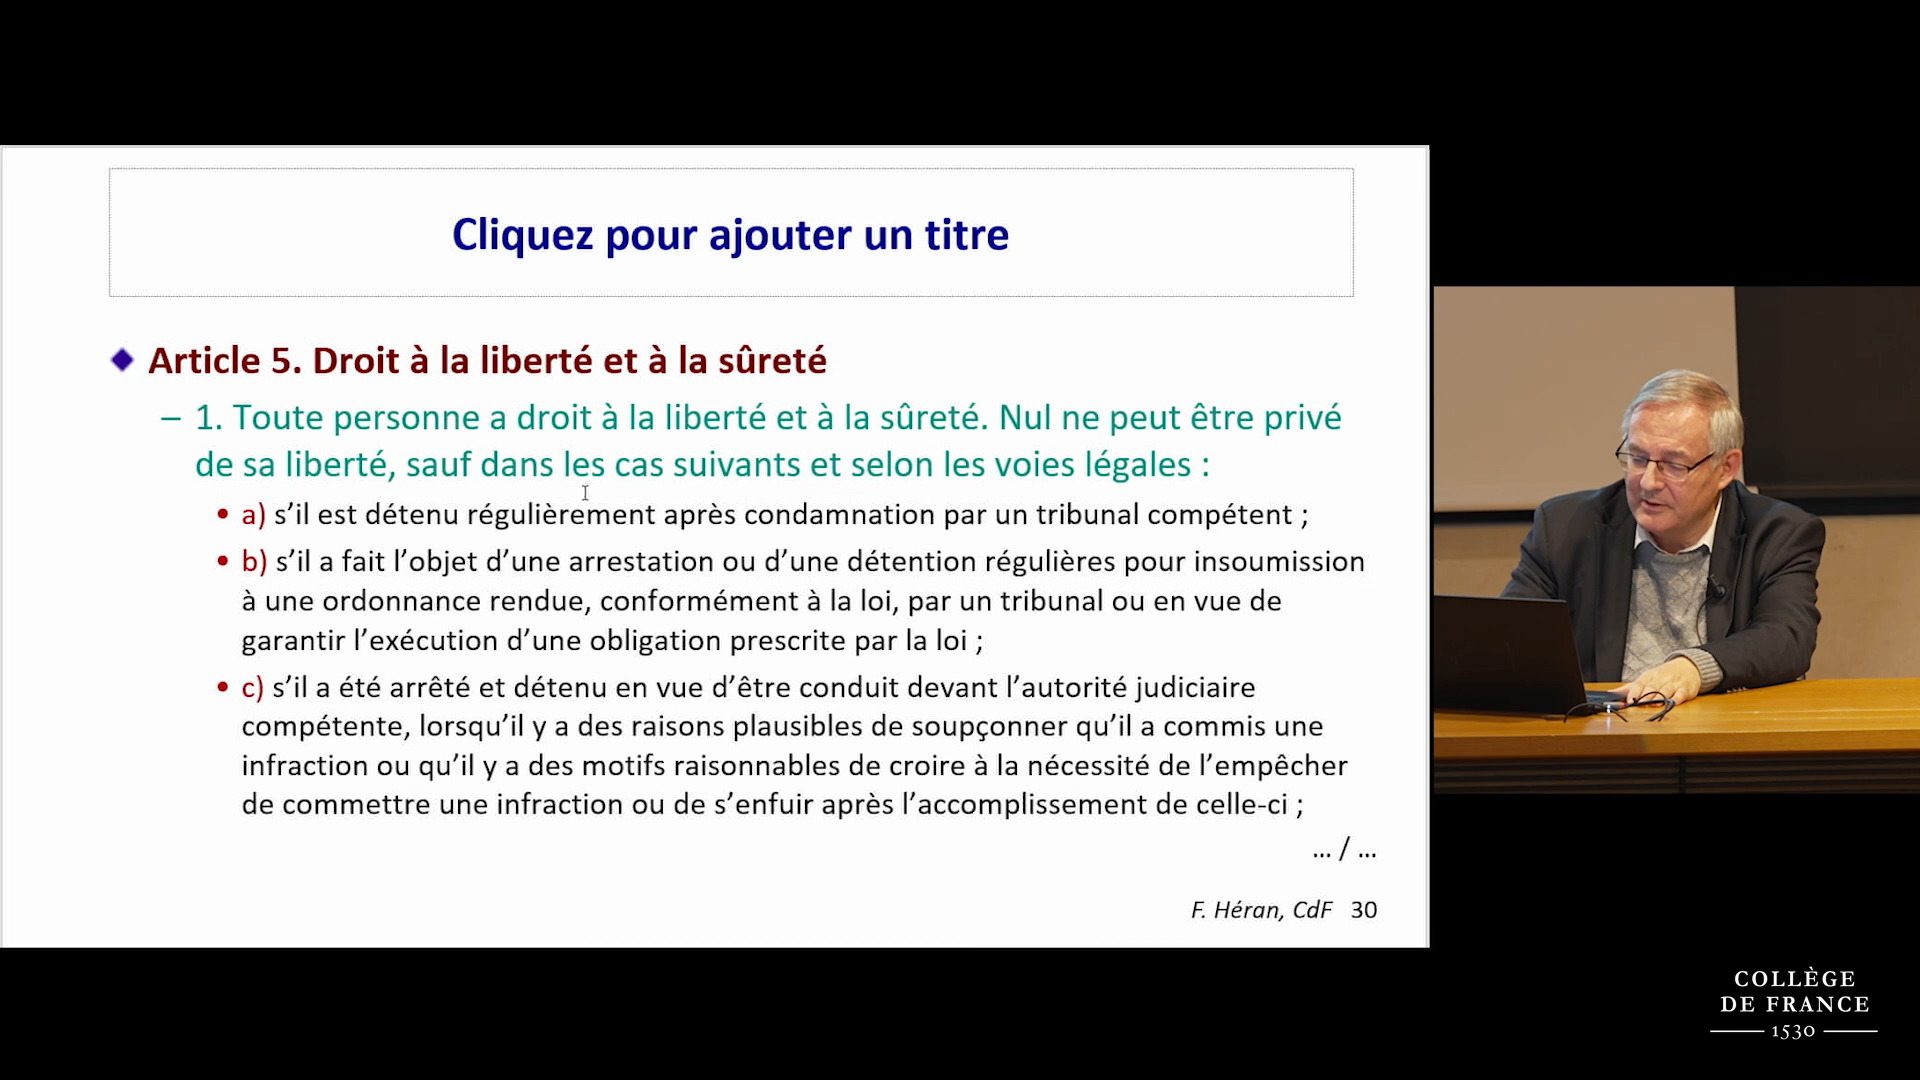 Cliquez pour ajouter un titre
Article 5. Droit à la liberté et à la sûreté
– 1. Toute personne a droit à la liberté et à la sûreté. Nul ne peut être privé
de sa liberté, sauf dans les cas suivants et selon les voies légales :
• a) s’il est détenu régulièrement après condamnation par un tribunal compétent ;
• b) s’il a fait l’objet d’une arrestation ou d’une détention régulières pour insoumission
à une ordonnance rendue, conformément à la loi, par un tribunal ou en vue de
garantir l’exécution d’une obligation prescrite par la loi ;
• c) s’il a été arrêté et détenu en vue d’être conduit devant l’autorité judiciaire
compétente, lorsqu’il y a des raisons plausibles de soupçonner qu’il a commis une
infraction ou qu’il y a des motifs raisonnables de croire à la nécessité de l’empêcher
de commettre une infraction ou de s’enfuir après l’accomplissement de celle-ci ;
... / ...
F. Héran, CdF 30
COLLÈGE
DE FRANCE
1530